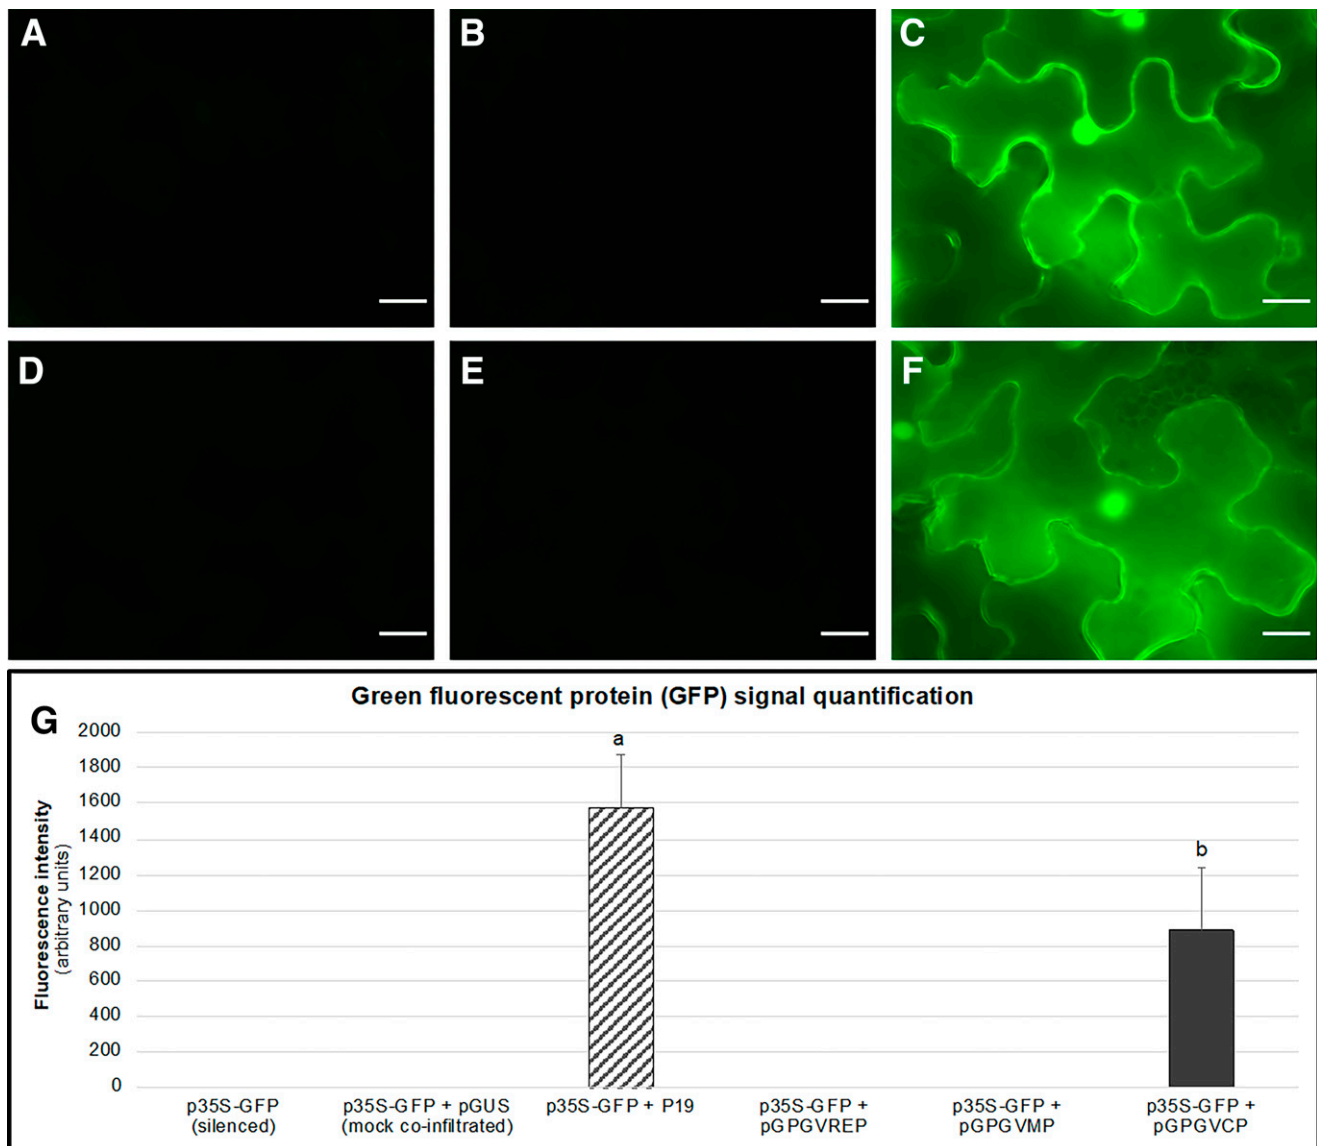 A
B
C
D
E
F
G
Green fluorescent protein (GFP) signal quantification
Fluorescence intensity
(arbitrary units)
2000
1800
1600
1400
1200
1000
800
600
400
200
0
a
b
p35S-GFP
(silenced)
p35S-GFP + pGUS
(mock co-infiltrated)
p35S-GFP + P19
p35S-GFP +
pGPGVREP
p35S-GFP +
pGPGVMP
p35S-GFP +
pGPGVCP